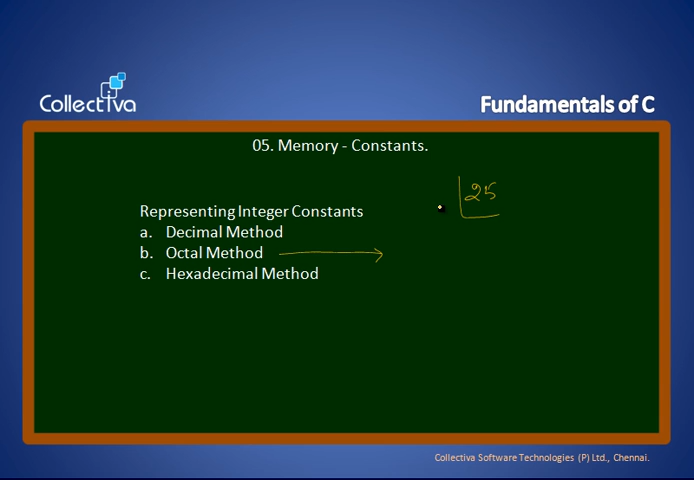 Collectiva
Fundamentals of C
05. Memory - Constants.
25
Representing Integer Constants
a. Decimal Method
b. Octal Method
c. Hexadecimal Method
Collectiva Software Technologies (P) Ltd., Chennai.